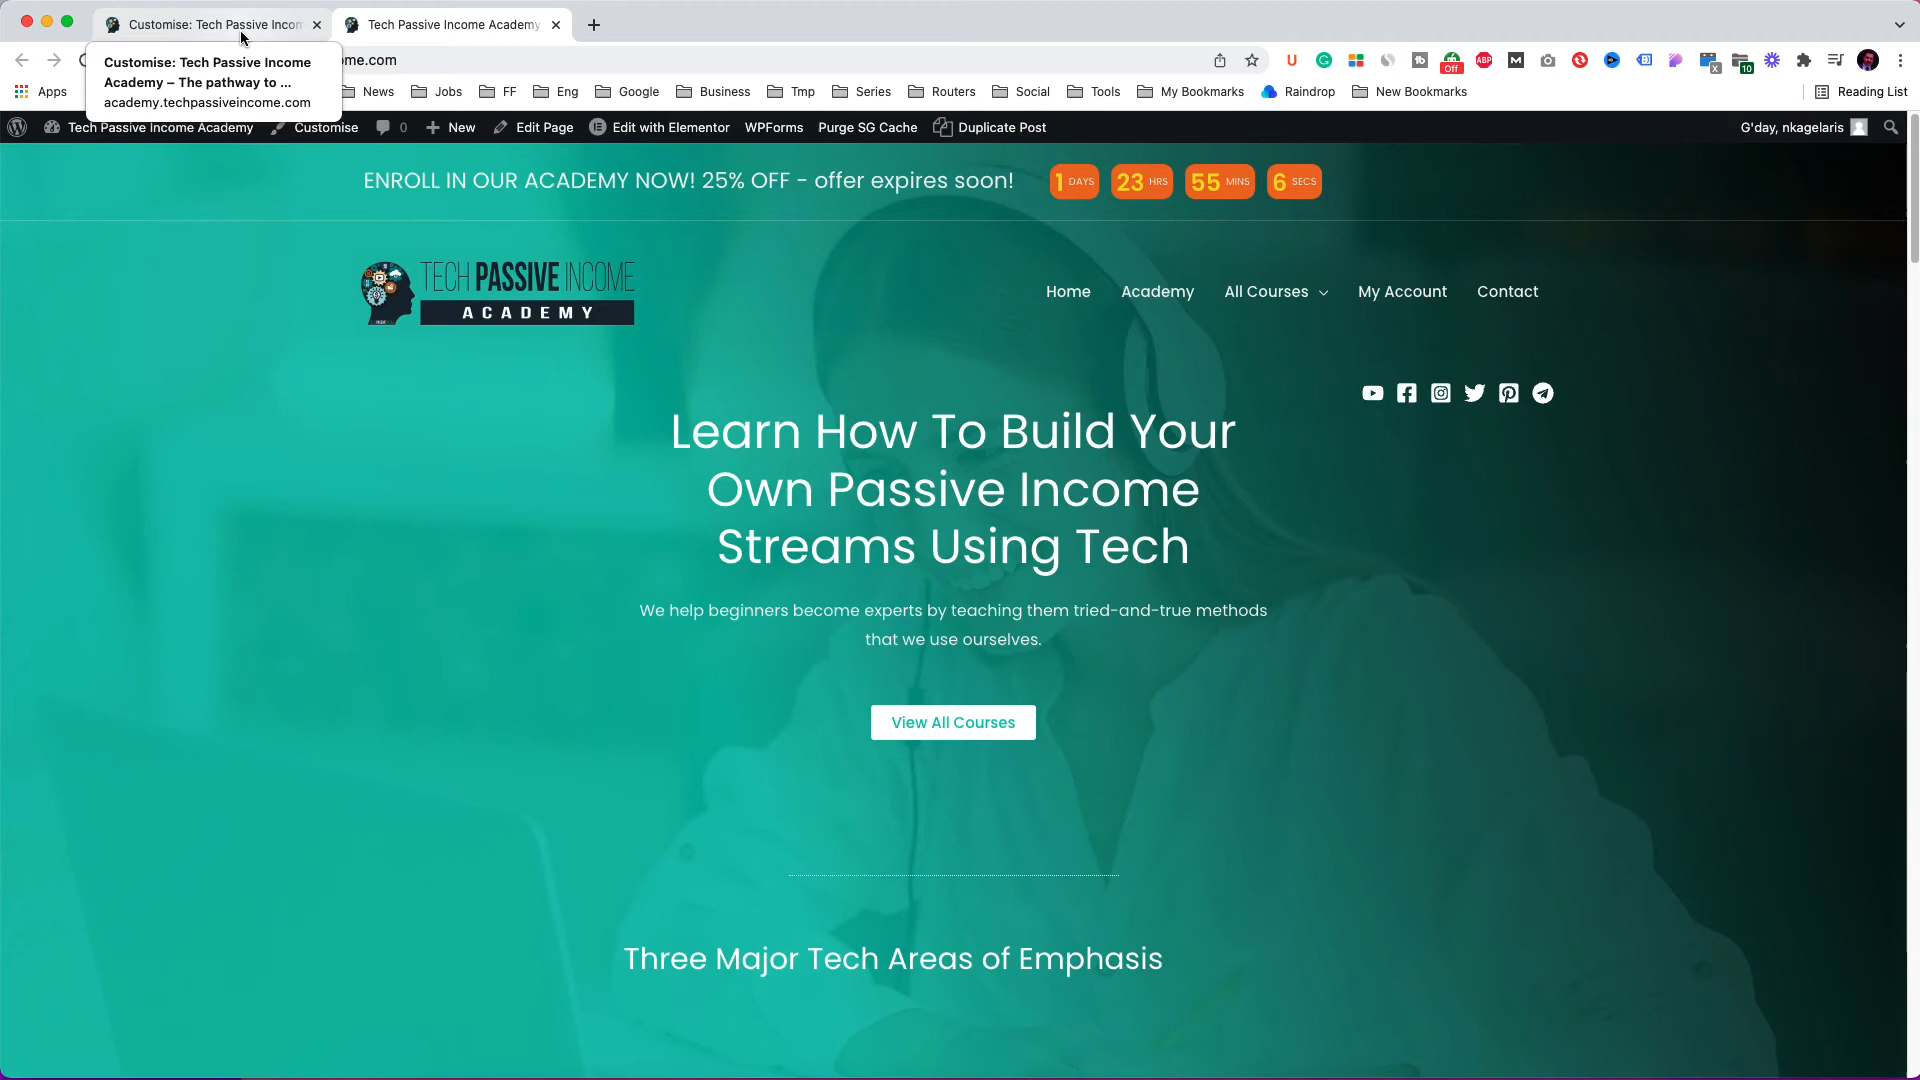 Customise: Tech Passive Incom
Tech Passive Income Academy
me.com
Customise: Tech Passive Income
Academy – The pathway to ...
academy.techpassiveincome.com
Apps
News
Jobs
FF
Eng
Google
Business
Tmp
Series
Routers
Social
Tools
My Bookmarks
Raindrop
New Bookmarks
Reading List
U
Off
ABP
M
X
10
Tech Passive Income Academy
Customise
0
New
Edit Page
Edit with Elementor
WPForms
Purge SG Cache
Duplicate Post
G'day, nkagelaris
ENROLL IN OUR ACADEMY NOW! 25% OFF - offer expires soon!
1 DAYS 23 HRS 55 MINS 6 SECS
TECH PASSIVE INCOME
ACADEMY
Home
Academy
All Courses
My Account
Contact
Learn How To Build Your
Own Passive Income
Streams Using Tech
We help beginners become experts by teaching them tried-and-true methods
that we use ourselves.
View All Courses
Three Major Tech Areas of Emphasis